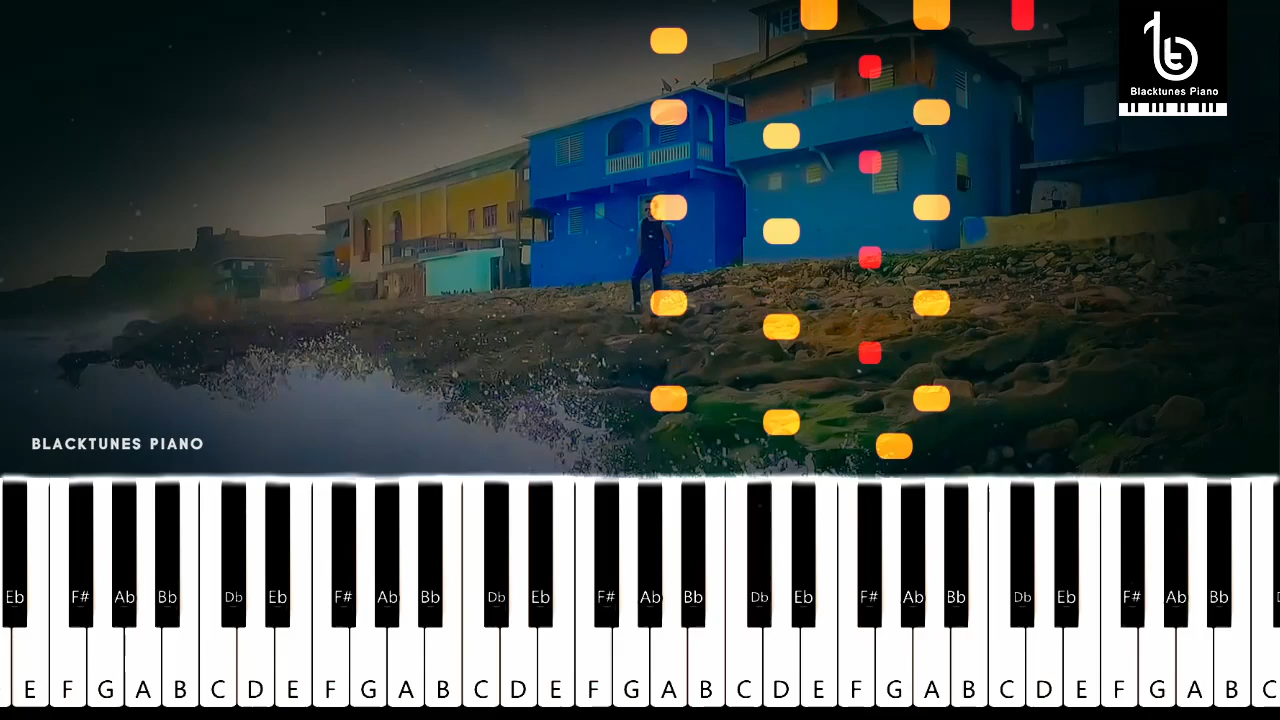 Blacktunes Piano
BLACKTUNES PIANO
Eb F# Ab Bb Db Eb F# Ab Bb Db Eb F# Ab Bb Db Eb F# Ab Bb Db Eb F# Ab Bb
E F G A B C D E F G A B C D E F G A B C D E F G A B C D E F G A B C